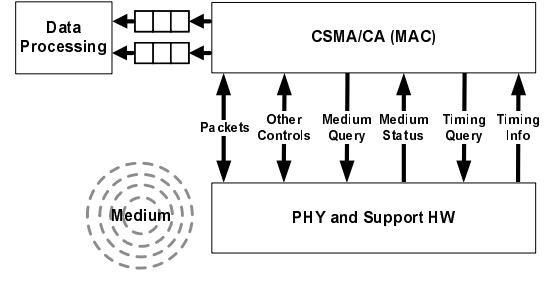 Data
Processing
CSMA/CA (MAC)
Packets
Other
Controls
Medium
Query
Medium
Status
Timing
Query
Timing
Info
Medium
PHY and Support HW